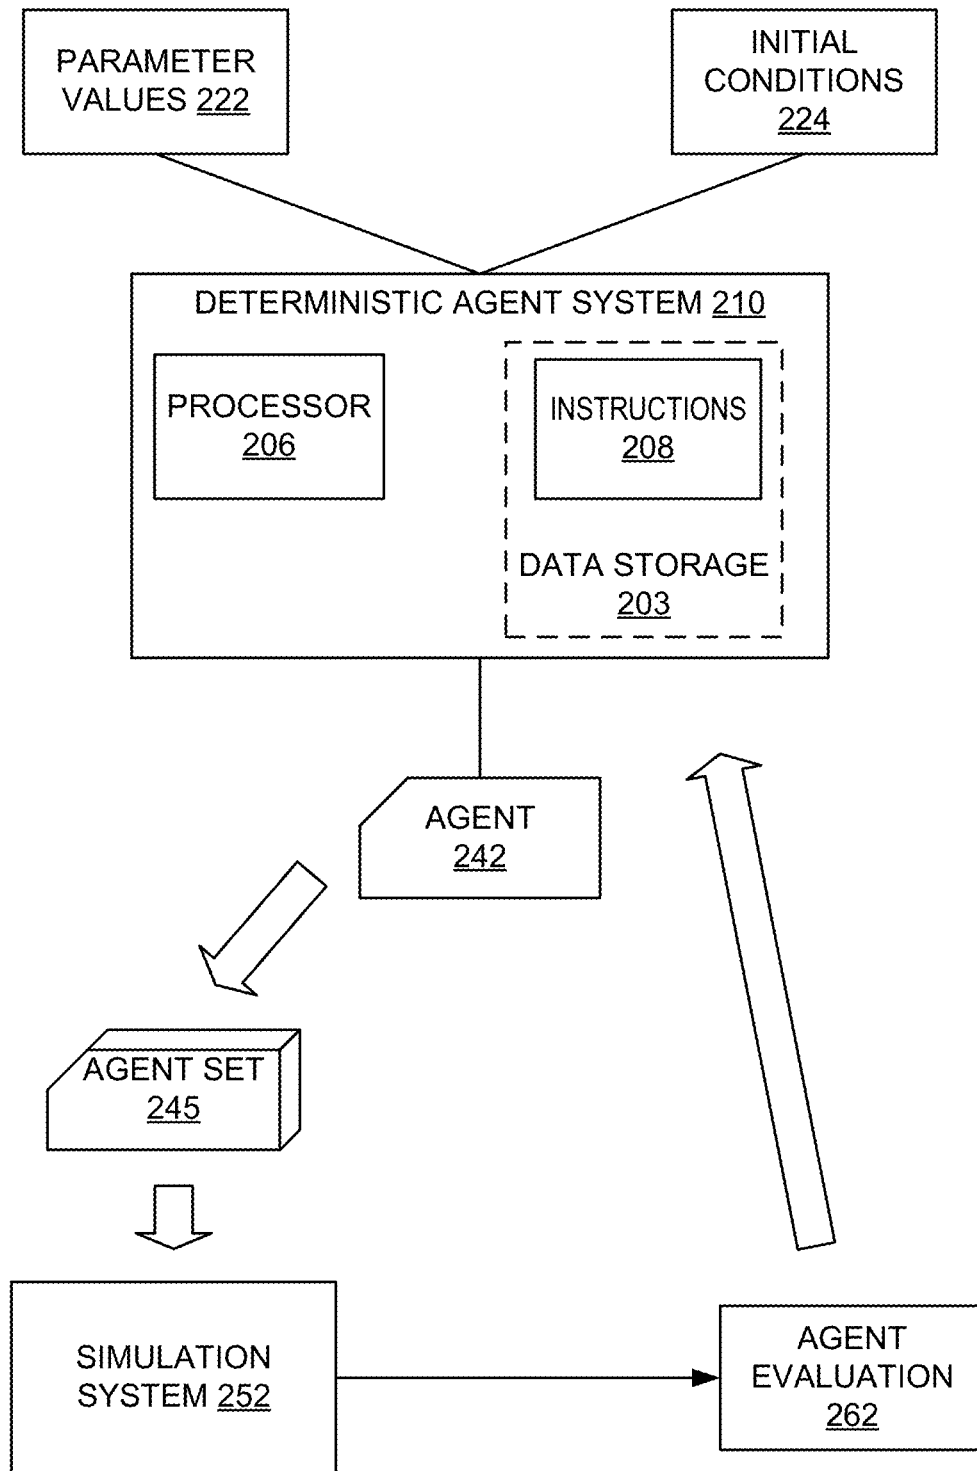 PARAMETER
VALUES 222
INITIAL
CONDITIONS
224
DETERMINISTIC AGENT SYSTEM 210
PROCESSOR
206
INSTRUCTIONS
208
DATA STORAGE
203
AGENT
242
AGENT SET
245
SIMULATION
SYSTEM 252
AGENT
EVALUATION
262